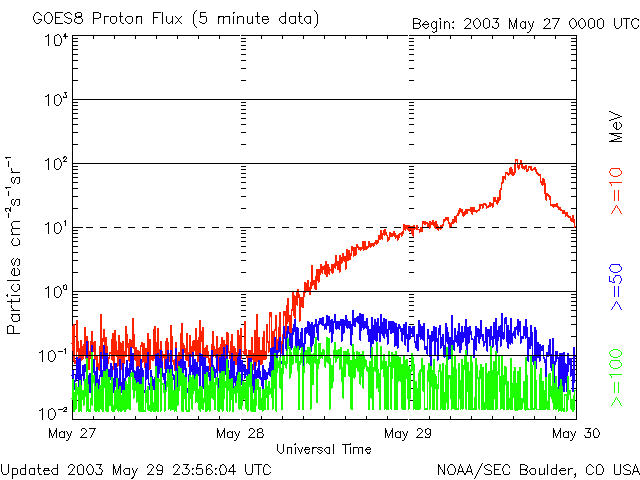 GOES8 Proton Flux (5 minute data)
Begin: 2003 May 27 0000 UTC
10⁴
10³
10²
10¹
10⁰
10⁻¹
10⁻²
Particles cm⁻²s⁻¹sr⁻¹
MeV
>=10
>=50
>=100
May 27
May 28
May 29
May 30
Universal Time
Updated 2003 May 29 23:56:04 UTC
NOAA/SEC Boulder, CO USA